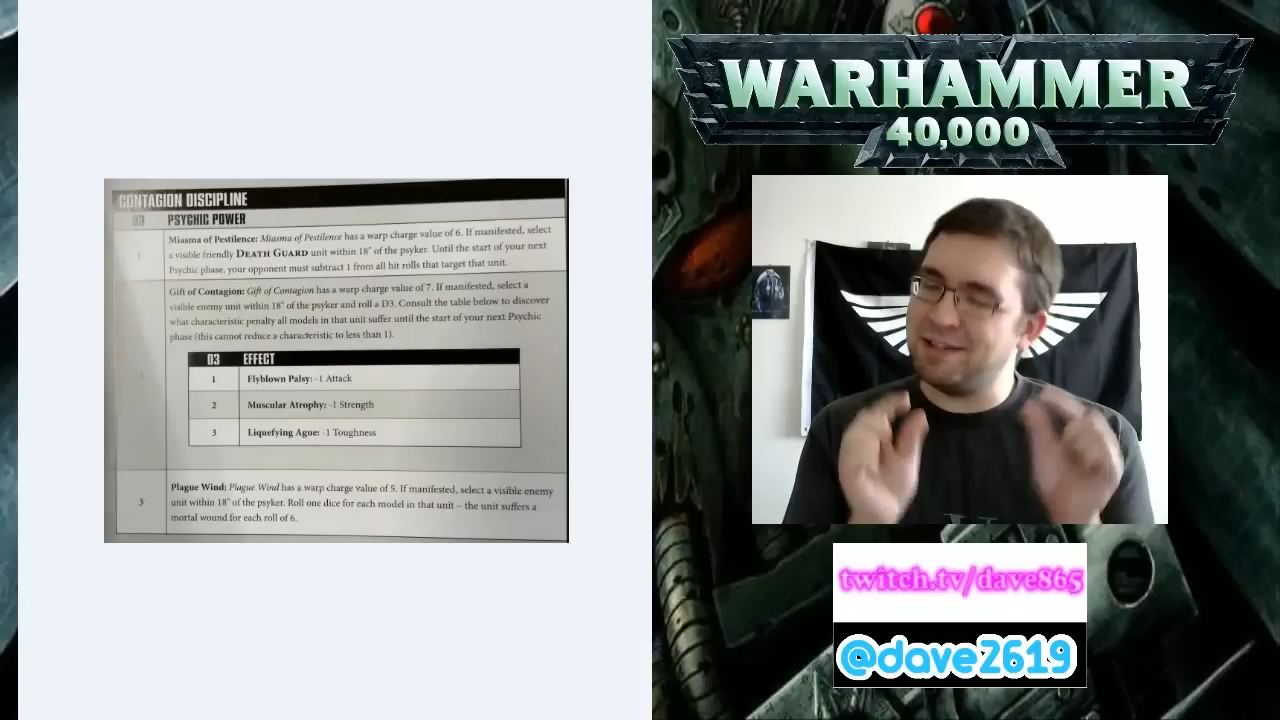 CONTAGION DISCIPLINE
D3 PSYCHIC POWER
1
Miasma of Pestilence: Miasma of Pestilence has a warp charge value of 6. If manifested, select
a visible friendly DEATH GUARD unit within 18" of the psyker. Until the start of your next
Psychic phase, your opponent must subtract 1 from all hit rolls that target that unit.
2
Gift of Contagion: Gift of Contagion has a warp charge value of 7. If manifested, select a
visible enemy unit within 18" of the psyker and roll a D3. Consult the table below to discover
what characteristic penalty all models in that unit suffer until the start of your next Psychic
phase (this cannot reduce a characteristic to less than 1).
D3 EFFECT
1 Flyblown Palsy: -1 Attack
2 Muscular Atrophy: -1 Strength
3 Liquefying Ague: -1 Toughness
3
Plague Wind: Plague Wind has a warp charge value of 5. If manifested, select a visible enemy
unit within 18" of the psyker. Roll one dice for each model in that unit – the unit suffers a
mortal wound for each roll of 6.
WARHAMMER
40,000
twitch.tv/dave865
@dave2619